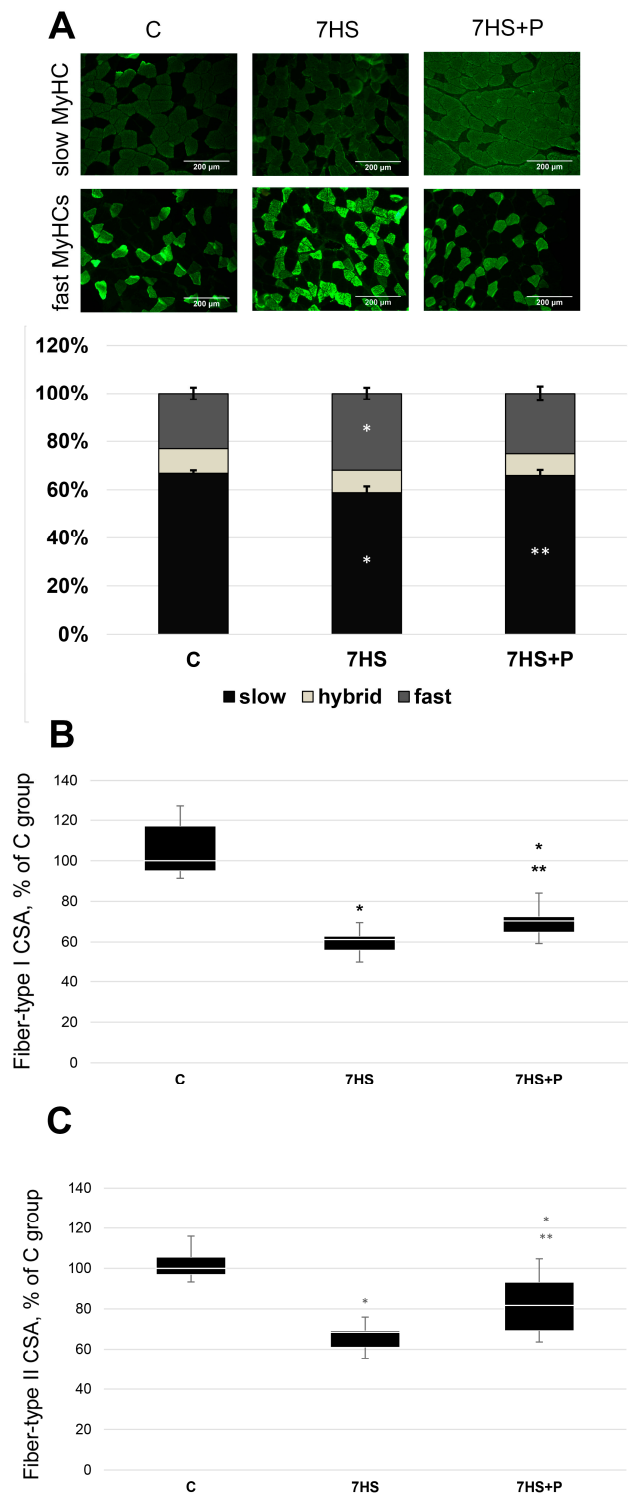 A
C 7HS 7HS+P
slow MyHC
200 µm 200 µm 200 µm
fast MyHCs
200 µm 200 µm 200 µm
120%
100%
80%
60%
40%
20%
0%
*
*
**
C 7HS 7HS+P
slow hybrid fast
B
Fiber-type I CSA, % of C group
140
120
100
80
60
40
20
0
*
*
**
C 7HS 7HS+P
C
Fiber-type II CSA, % of C group
140
120
100
80
60
40
20
0
*
*
**
C 7HS 7HS+P